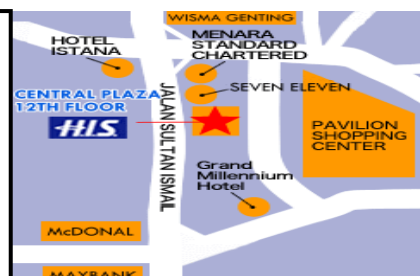 WISMA GENTING
HOTEL
ISTANA
MENARA
STANDARD
CHARTERED
SEVEN ELEVEN
CENTRAL PLAZA
12TH FLOOR
H.I.S.
JALAN SULTAN ISMAIL
PAVILION
SHOPPING
CENTER
Grand
Millennium
Hotel
McDONAL
MAYBANK